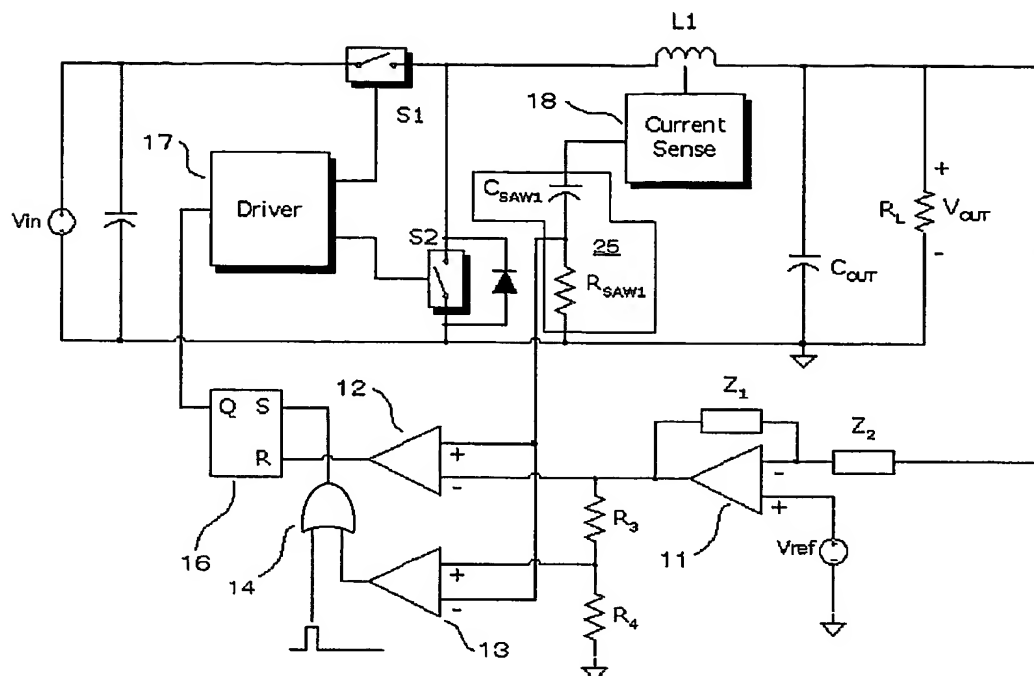 L1
18
Current
Sense
S1
17
Driver
Vin
C_SAW1
25
R_SAW1
S2
+
R_L
V_OUT
-
C_OUT
12
Z_1
Z_2
Q
S
R
+
-
-
+
11
R_3
Vref
16
14
+
-
13
R_4